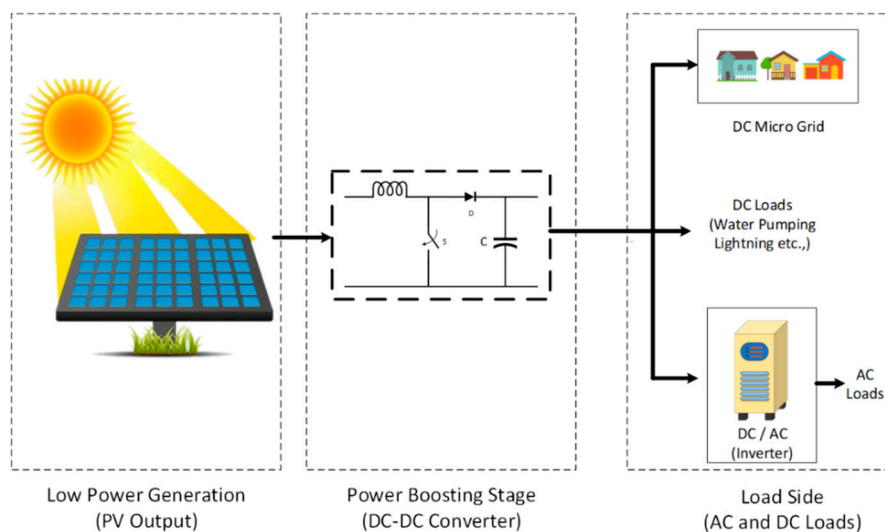 DC Micro Grid
D
S
C
DC Loads
(Water Pumping
Lightning etc.,)
AC
Loads
DC / AC
(Inverter)
Low Power Generation
(PV Output)
Power Boosting Stage
(DC-DC Converter)
Load Side
(AC and DC Loads)